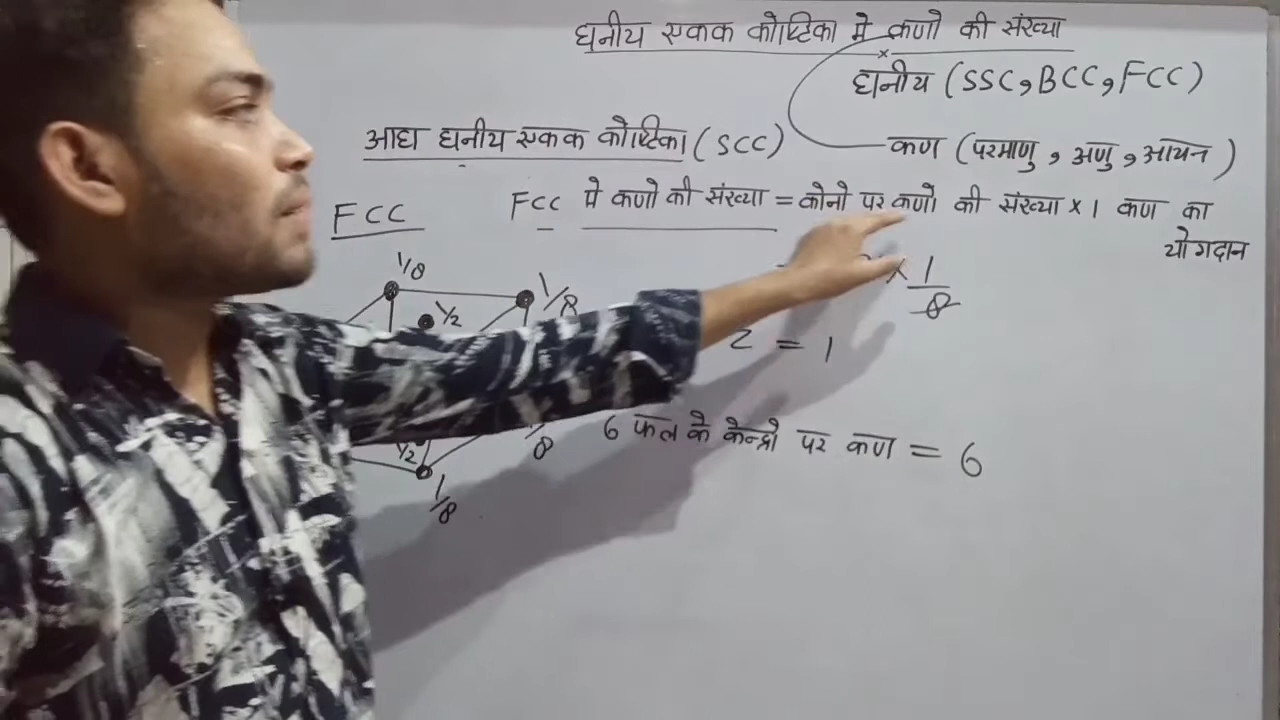 घनीय एकक कोष्टिका मे कणो की संख्या
घनीय (SSC, BCC, FCC)
आद्य घनीय एकक कोष्टिका (SCC)
कण (परमाणु, अणु, आयन)
FCC
FCC मे कणो की संख्या = कोनो पर कणो की संख्या × 1 कण का
योगदान
× 1/8
1/8
1/8
1/2
Z = 1
6 फलके केन्द्रो पर कण = 6
1/8
1/2
1/8